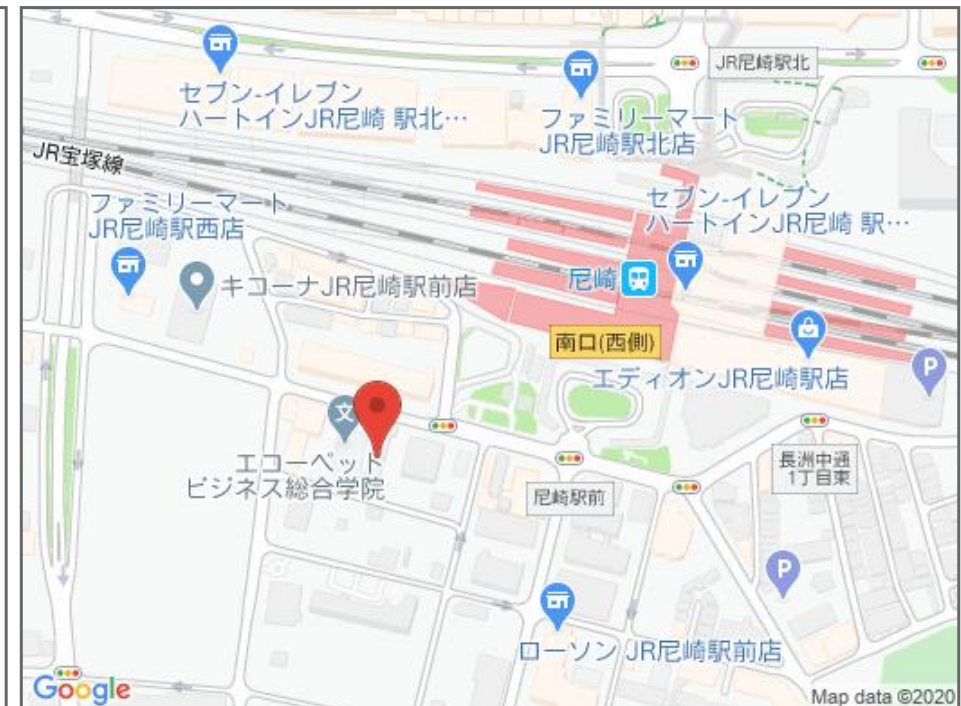 セブン-イレブン
ハートインJR尼崎 駅北…
JR尼崎駅北
ファミリーマート
JR尼崎駅北店
JR宝塚線
ファミリーマート
JR尼崎駅西店
セブン-イレブン
ハートインJR尼崎 駅…
尼崎
キコーナJR尼崎駅前店
南口(西側)
エディオンJR尼崎駅店
P
文
エコーペット
ビジネス総合学院
長洲中通
1丁目東
尼崎駅前
P
ローソン JR尼崎駅前店
Google
Map data ©2020